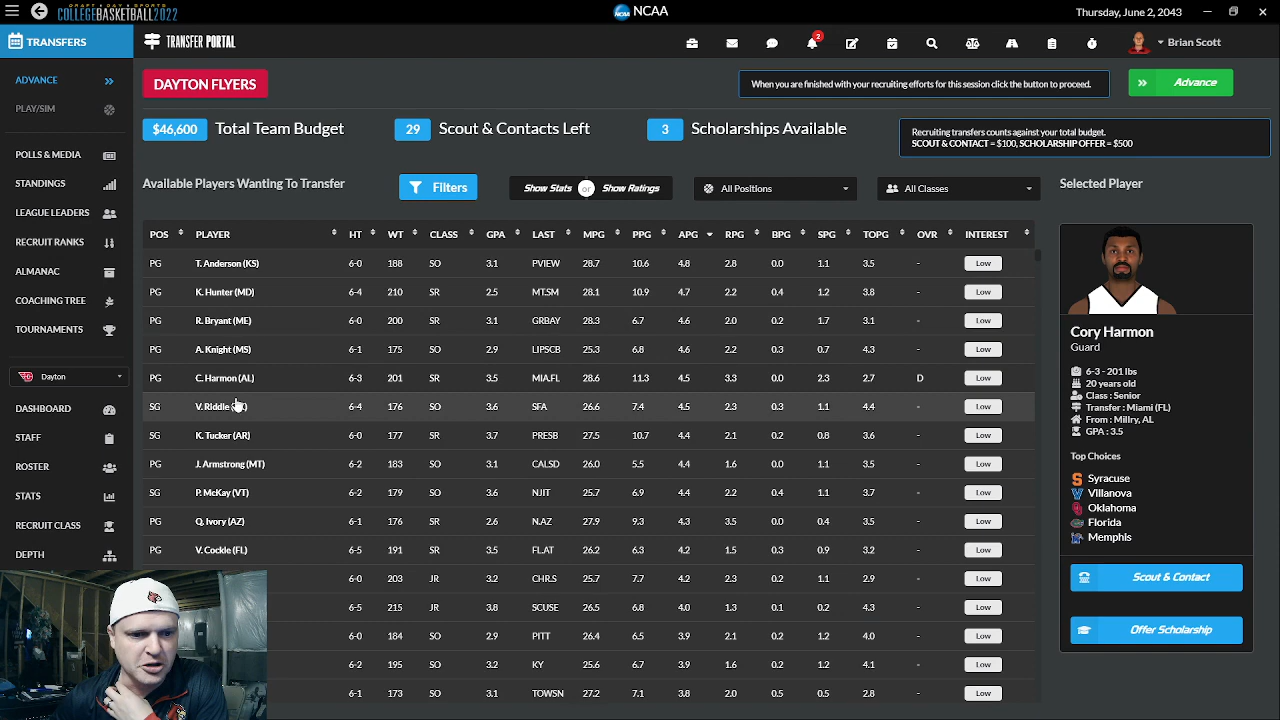 DRAFT DAY SPORTS
COLLEGE BASKETBALL 2022
NCAA
Thursday, June 2, 2043
TRANSFERS
TRANSFER PORTAL
2
Brian Scott
ADVANCE
PLAY/SIM
POLLS & MEDIA
STANDINGS
LEAGUE LEADERS
RECRUIT RANKS
ALMANAC
COACHING TREE
TOURNAMENTS
Dayton
DASHBOARD
STAFF
ROSTER
STATS
RECRUIT CLASS
DEPTH
DAYTON FLYERS
When you are finished with your recruiting efforts for this session click the button to proceed.
Advance
$46,600 Total Team Budget 29 Scout & Contacts Left 3 Scholarships Available
Recruiting transfers counts against your total budget.
SCOUT & CONTACT = $100, SCHOLARSHIP OFFER = $500
Available Players Wanting To Transfer Filters Show Stats or Show Ratings All Positions All Classes
POS PLAYER HT WT CLASS GPA LAST MPG PPG APG RPG BPG SPG TOPG OVR INTEREST
PG T. Anderson (KS) 6-0 188 3.1 PVIEW 28.7 10.6 4.8 2.8 0.0 1.1 3.5 - Low
PG K. Hunter (MD) 6-4 210 SR 2.5 MT.SM 28.1 10.9 4.7 2.2 0.4 1.2 3.8 - Low
PG R. Bryant (ME) 6-0 200 SR 3.1 GRBAY 28.3 6.7 4.6 2.0 0.2 1.7 3.1 - Low
PG A. Knight (MS) 6-1 175 SO 2.9 LIPSCB 25.3 6.8 4.6 2.2 0.3 0.7 4.3 - Low
PG C. Harmon (AL) 6-3 201 SR 3.5 MIA.FL 28.6 11.3 4.5 3.3 0.0 2.3 2.7 D Low
SG V. Riddle 6-4 176 SO 3.6 SFA 26.6 7.4 4.5 2.3 0.3 1.1 4.4 - Low
SG K. Tucker (AR) 6-0 177 SR 3.7 PRESB 27.5 10.7 4.4 2.1 0.2 0.8 3.6 - Low
PG J. Armstrong (MT) 6-2 183 SO 3.1 CALSD 26.0 5.5 4.4 1.6 0.0 1.1 3.5 - Low
SG P. McKay (VT) 6-2 179 SO 3.6 NJIT 25.9 6.9 4.4 2.2 0.4 1.1 3.7 - Low
PG Q. Ivory (AZ) 6-1 176 SR 2.6 NAZ 27.9 9.3 4.3 3.5 0.0 0.4 3.5 - Low
PG V. Cockle (FL) 6-5 191 SR 3.5 FLAT 26.2 6.3 4.2 1.5 0.3 0.9 3.2 - Low
6-0 203 JR 3.2 CHRS 25.7 7.7 4.2 2.3 0.2 1.1 2.9 - Low
6-5 215 JR 3.8 SCUSE 26.5 6.8 4.0 1.3 0.1 0.2 4.3 - Low
6-0 184 SO 2.9 PITT 26.4 6.5 3.9 2.1 0.2 1.2 4.0 - Low
6-2 195 SO 3.2 KY 25.6 6.7 3.9 1.6 0.2 1.2 4.1 - Low
6-1 173 SO 3.1 TOWSN 27.2 7.1 3.8 2.0 0.5 0.5 2.8 - Low
Selected Player
Cory Harmon
Guard
6-3 - 201 lbs
20 years old
Class : Senior
Transfer : Miami (FL)
From : Millry, AL
GPA : 3.5
Top Choices
Syracuse
Villanova
Oklahoma
Florida
Memphis
Scout & Contact
Offer Scholarship